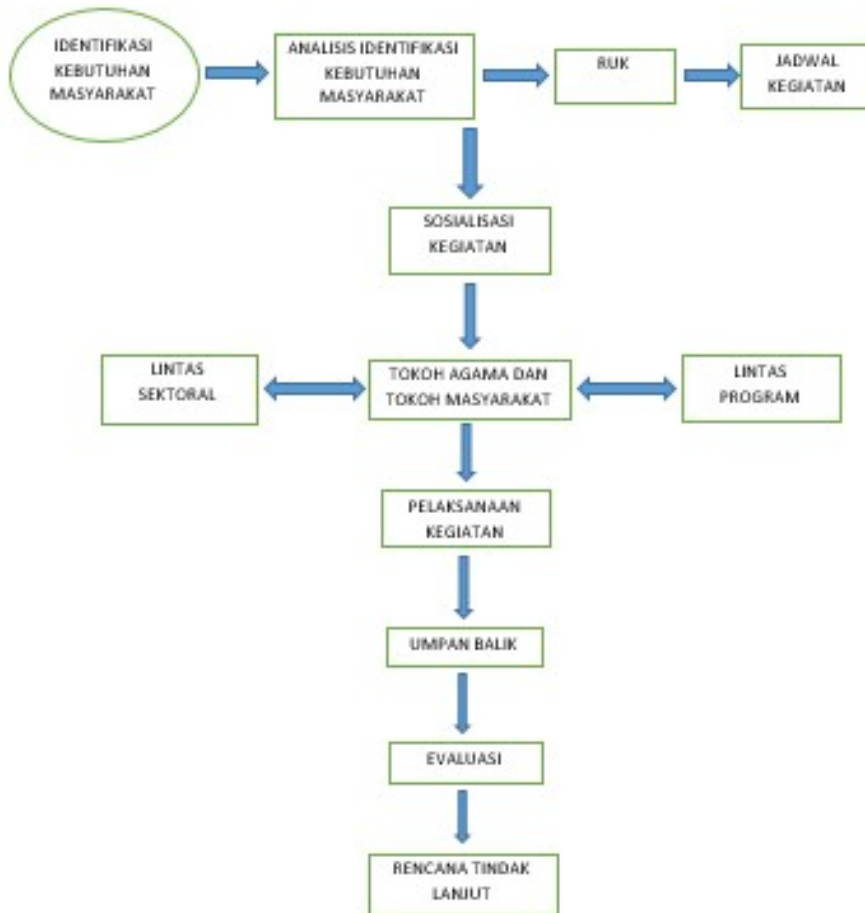 IDENTIFIKASI
KEBUTUHAN
MASYARAKAT
ANALISIS IDENTIFIKASI
KEBUTUHAN
MASYARAKAT
RUK
JADWAL
KEGIATAN
SOSIALISASI
KEGIATAN
LINTAS
SEKTORAL
TOKOH AGAMA DAN
TOKOH MASYARAKAT
LINTAS
PROGRAM
PELAKSANAAN
KEGIATAN
UMPAN BALIK
EVALUASI
RENCANA TINDAK
LANJUT